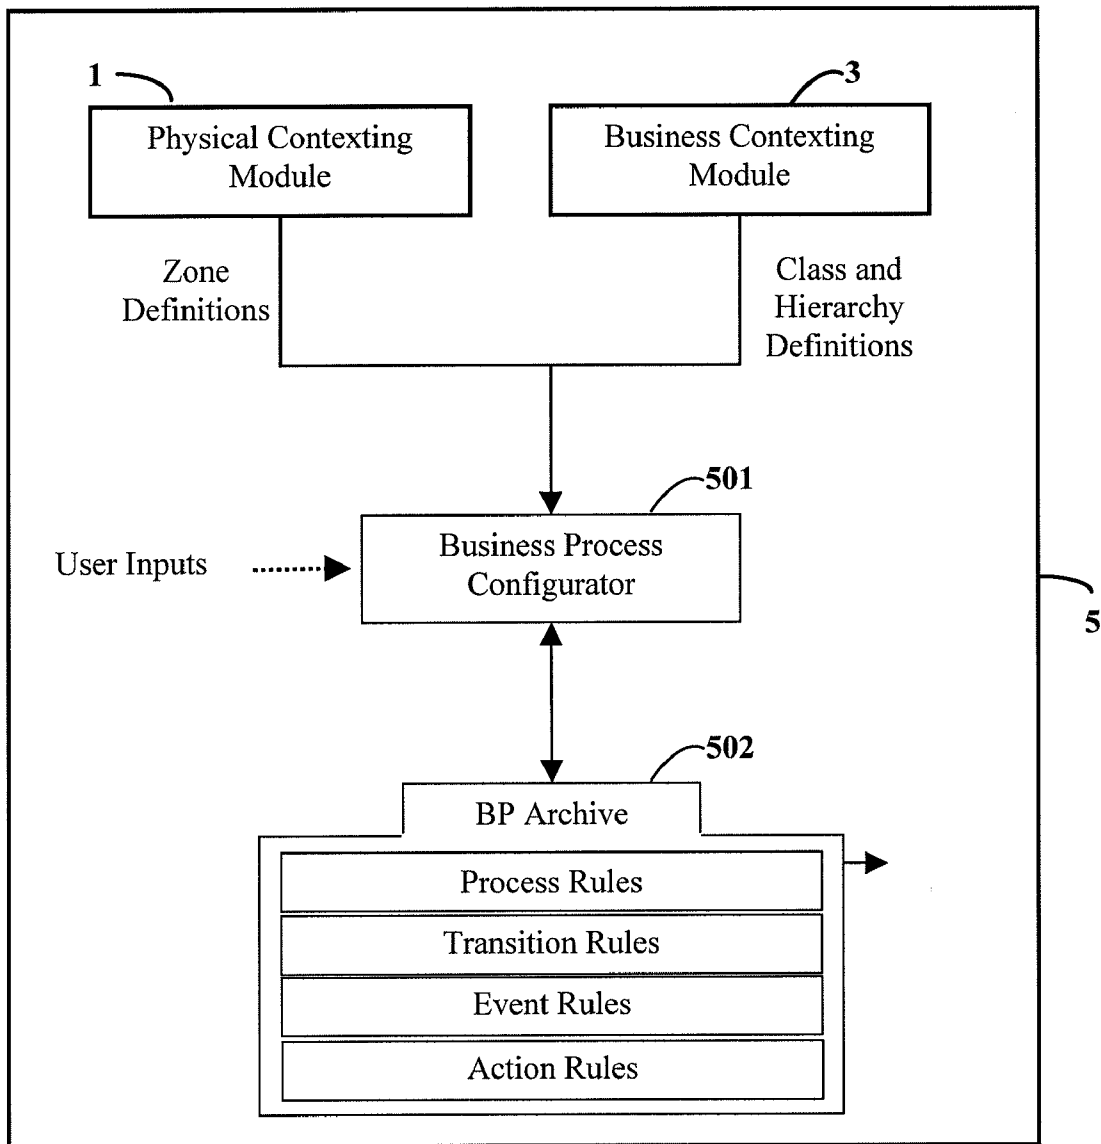 1
3
Physical Contexting
Module
Business Contexting
Module
Zone
Definitions
Class and
Hierarchy
Definitions
501
Business Process
Configurator
User Inputs
5
502
BP Archive
Process Rules
Transition Rules
Event Rules
Action Rules